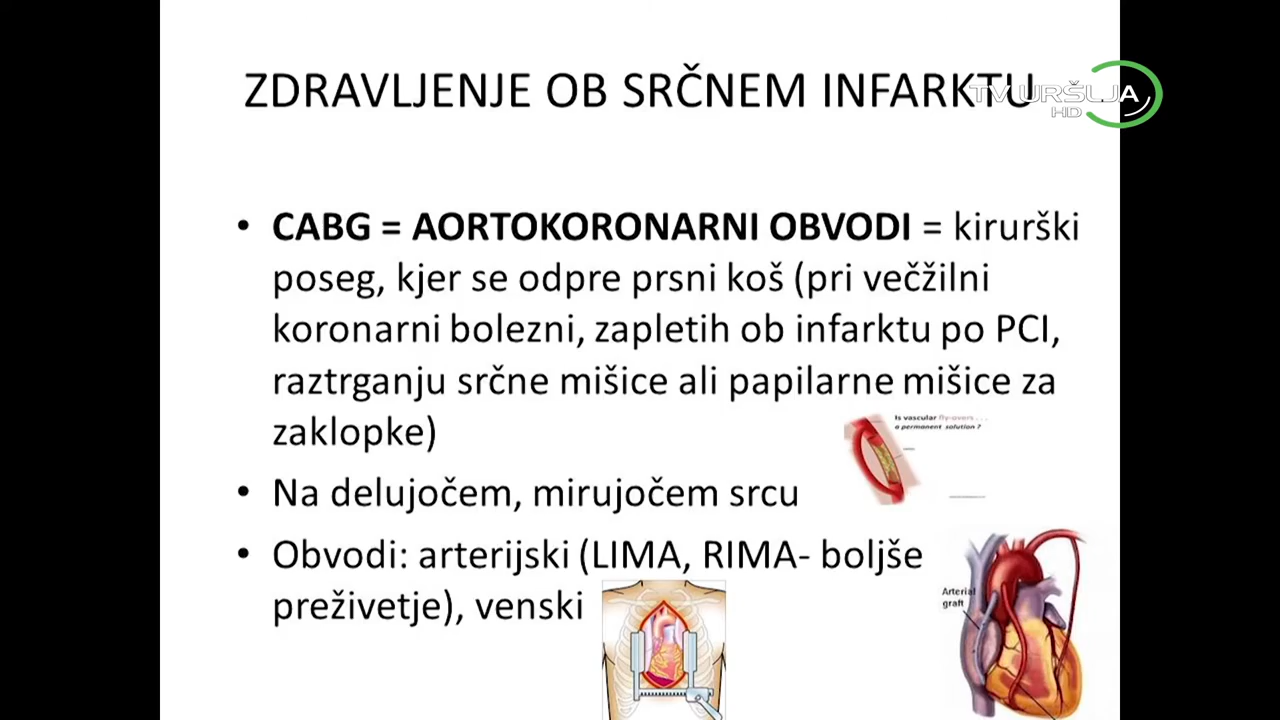 ZDRAVLJENJE OB SRČNEM INFARKTU
TV URŠLJA
HD
• CABG = AORTOKORONARNI OBVODI = kirurški
poseg, kjer se odpre prsni koš (pri večžilni
koronarni bolezni, zapletih ob infarktu po PCI,
raztrganju srčne mišice ali papilarne mišice za
zaklopke)
Is vascular fly-overs . . .
a permanent solution ?
• Na delujočem, mirujočem srcu
• Obvodi: arterijski (LIMA, RIMA- boljše
preživetje), venski
Arterial
graft